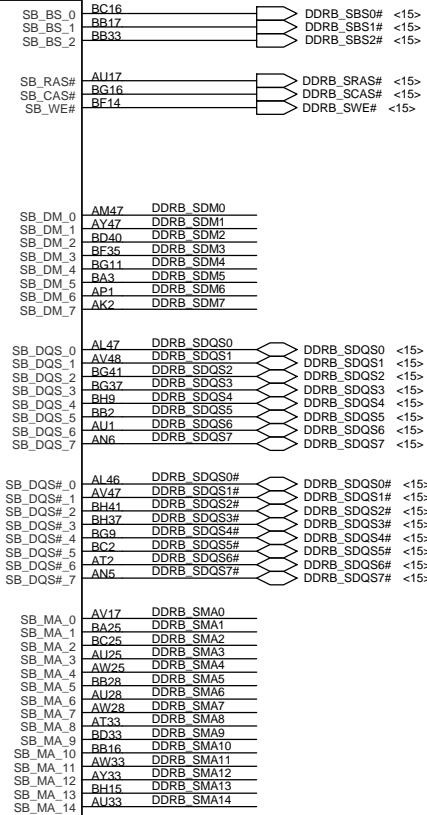 SB_BS_0 BC16 DDRB_SBS0# <15>
SB_BS_1 BB17 DDRB_SBS1# <15>
SB_BS_2 BB33 DDRB_SBS2# <15>
SB_RAS# AU17 DDRB_SRAS# <15>
SB_CAS# BG16 DDRB_SCAS# <15>
SB_WE# BF14 DDRB_SWE# <15>
SB_DM_0 AM47 DDRB_SDM0
SB_DM_1 AY47 DDRB_SDM1
SB_DM_2 BD40 DDRB_SDM2
SB_DM_3 BF35 DDRB_SDM3
SB_DM_4 BG11 DDRB_SDM4
SB_DM_5 BA3 DDRB_SDM5
SB_DM_6 AP1 DDRB_SDM6
SB_DM_7 AK2 DDRB_SDM7
SB_DQS_0 AL47 DDRB_SDQS0 DDRB_SDQS0 <15>
SB_DQS_1 AV48 DDRB_SDQS1 DDRB_SDQS1 <15>
SB_DQS_2 BG41 DDRB_SDQS2 DDRB_SDQS2 <15>
SB_DQS_3 BG37 DDRB_SDQS3 DDRB_SDQS3 <15>
SB_DQS_4 BH9 DDRB_SDQS4 DDRB_SDQS4 <15>
SB_DQS_5 BB2 DDRB_SDQS5 DDRB_SDQS5 <15>
SB_DQS_6 AU1 DDRB_SDQS6 DDRB_SDQS6 <15>
SB_DQS_7 AN6 DDRB_SDQS7 DDRB_SDQS7 <15>
SB_DQS#_0 AL46 DDRB_SDQS0# DDRB_SDQS0# <15>
SB_DQS#_1 AV47 DDRB_SDQS1# DDRB_SDQS1# <15>
SB_DQS#_2 BH41 DDRB_SDQS2# DDRB_SDQS2# <15>
SB_DQS#_3 BH37 DDRB_SDQS3# DDRB_SDQS3# <15>
SB_DQS#_4 BG9 DDRB_SDQS4# DDRB_SDQS4# <15>
SB_DQS#_5 BC2 DDRB_SDQS5# DDRB_SDQS5# <15>
SB_DQS#_6 AT2 DDRB_SDQS6# DDRB_SDQS6# <15>
SB_DQS#_7 AN5 DDRB_SDQS7# DDRB_SDQS7# <15>
SB_MA_0 AV17 DDRB_SMA0
SB_MA_1 BA25 DDRB_SMA1
SB_MA_2 BC25 DDRB_SMA2
SB_MA_3 AU25 DDRB_SMA3
SB_MA_4 AW25 DDRB_SMA4
SB_MA_5 BB28 DDRB_SMA5
SB_MA_6 AU28 DDRB_SMA6
SB_MA_7 AW28 DDRB_SMA7
SB_MA_8 AT33 DDRB_SMA8
SB_MA_9 BD33 DDRB_SMA9
SB_MA_10 BB16 DDRB_SMA10
SB_MA_11 AW33 DDRB_SMA11
SB_MA_12 AY33 DDRB_SMA12
SB_MA_13 BH15 DDRB_SMA13
SB_MA_14 AU33 DDRB_SMA14